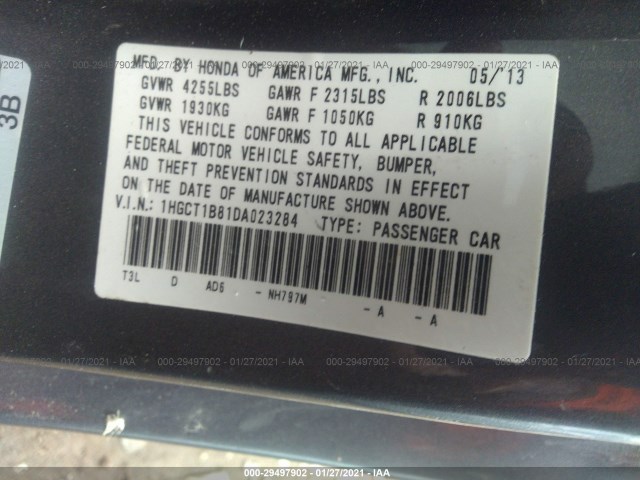 MFD. BY HONDA OF AMERICA MFG., INC. 05/'13
GVWR 4255LBS GAWR F 2315LBS R 2006LBS
GVWR 1930KG GAWR F 1050KG R 910KG
THIS VEHICLE CONFORMS TO ALL APPLICABLE
FEDERAL MOTOR VEHICLE SAFETY, BUMPER,
AND THEFT PREVENTION STANDARDS IN EFFECT
ON THE DATE OF MANUFACTURE SHOWN ABOVE.
V.I.N.: 1HGCT1B81DA023284 TYPE: PASSENGER CAR
T3L D AD6 - NH797M - A - A
3B
000-29497902 - 01/27/2021 - IAA